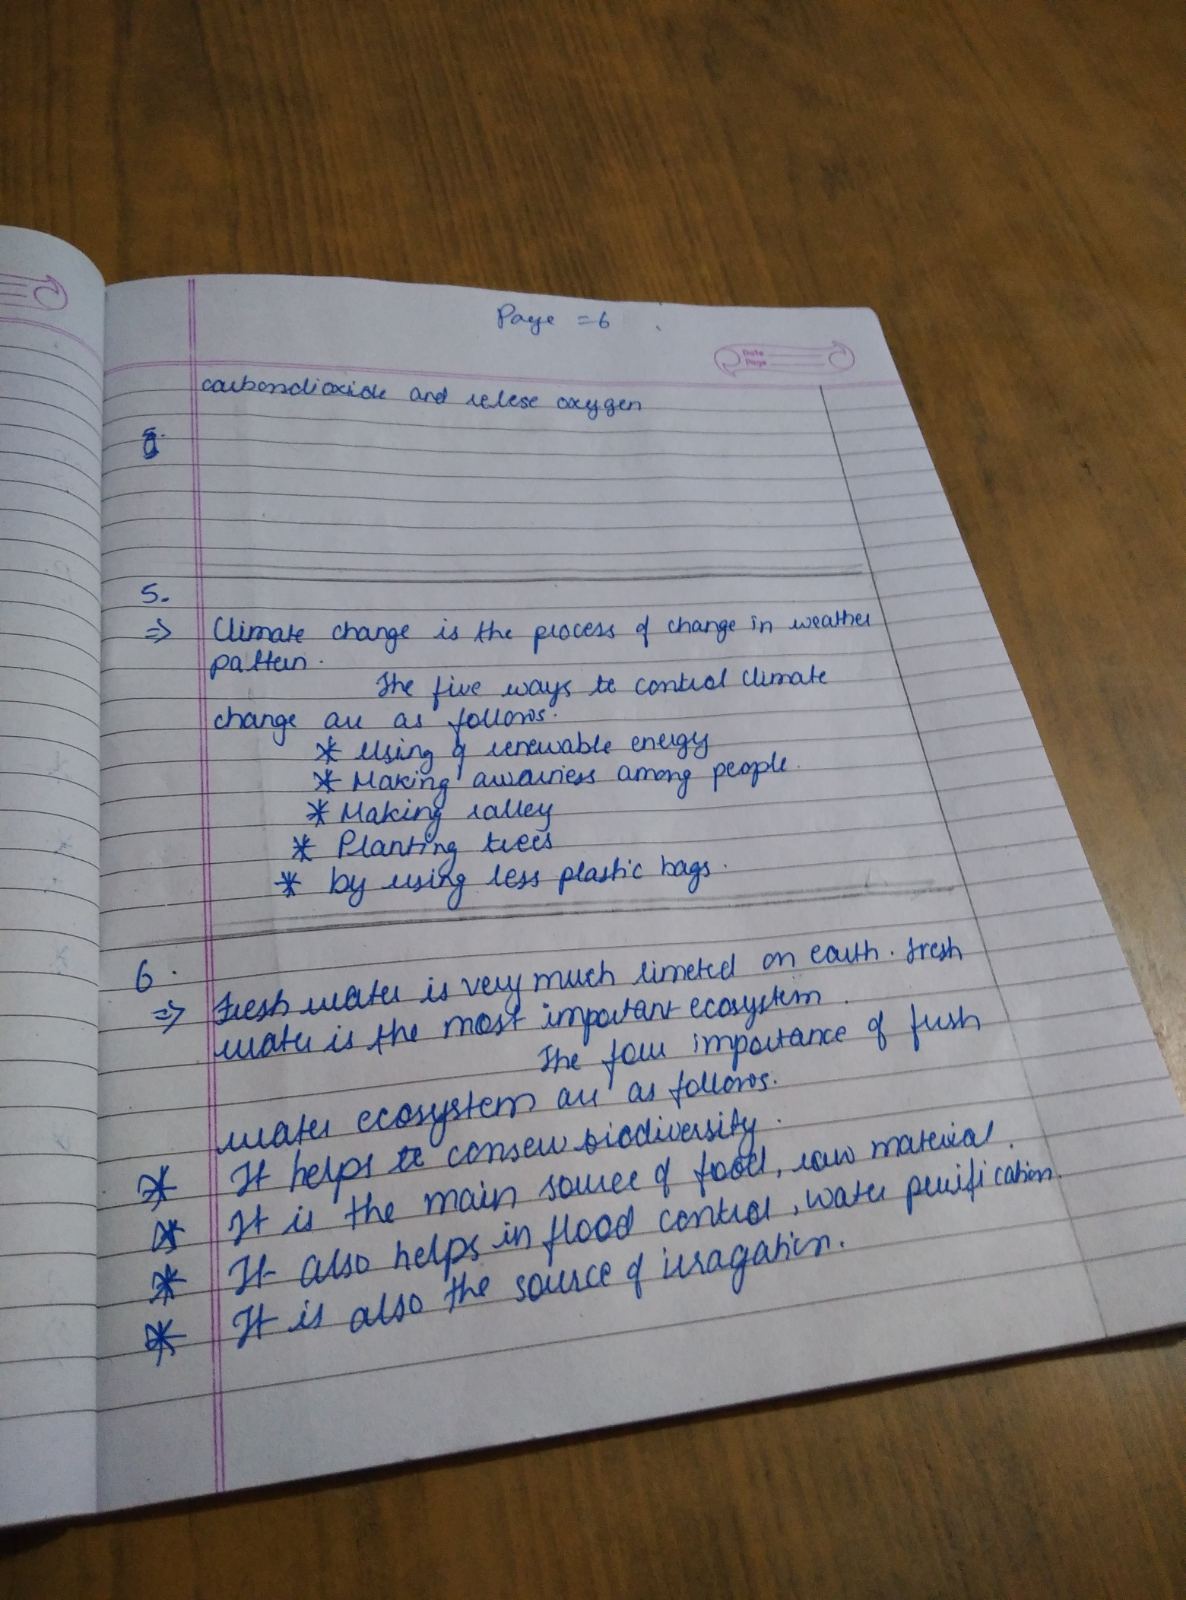 Page = 6
Date
Page
carbondioxide and relese oxygen
5.
⇒ Climate change is the process of change in weather
pattern.
The five ways to control climate
change are as follows.
* Using of renewable energy
* Making awarness among people.
* Making ralley
* Planting trees
* by using less plastic bags.
6.
⇒ Fresh water is very much limeted on earth. Fresh
water is the most important ecosystem.
The four importance of fresh
water ecosystem are as follows.
* It helps to conserve biodiversity.
* It is the main source of food, raw material.
* It also helps in flood control, water purification.
* It is also the source of irragation.